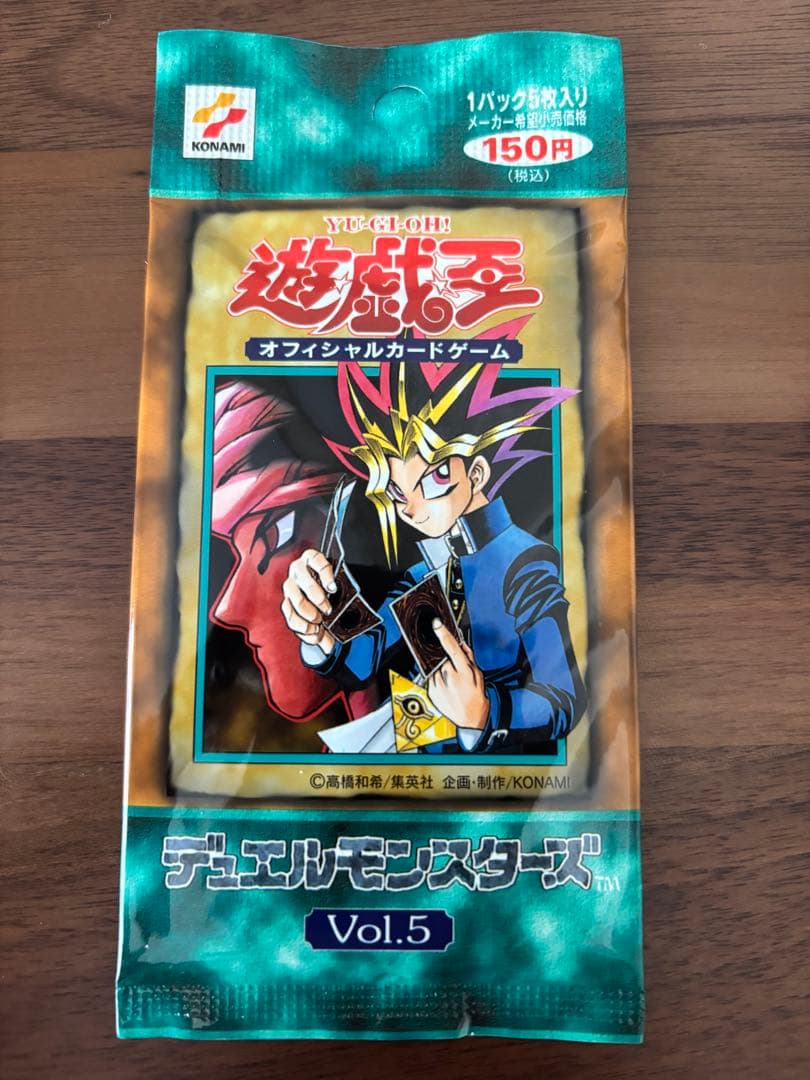 KONAMI
1パック5枚入り
メーカー希望小売価格
150円
(税込)
YU-GI-OH!
遊☆戯☆王
オフィシャルカードゲーム
©高橋和希/集英社 企画・制作/KONAMI
デュエルモンスターズ™
Vol.5